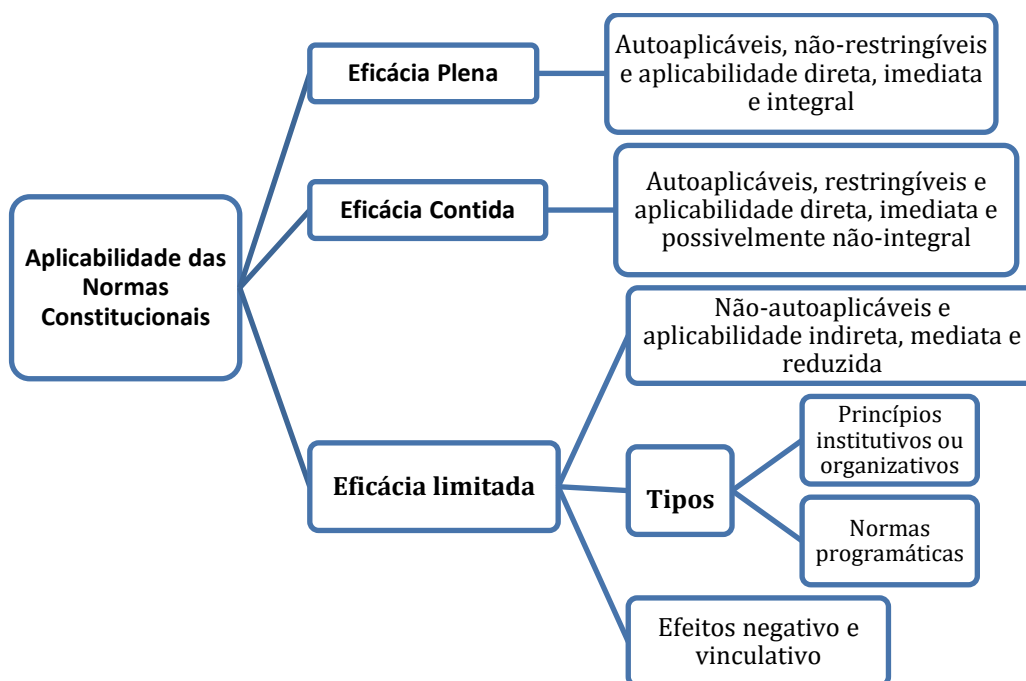 Aplicabilidade das
Normas
Constitucionais
Eficácia Plena
Autoaplicáveis, não-restringíveis
e aplicabilidade direta, imediata
e integral
Eficácia Contida
Autoaplicáveis, restringíveis e
aplicabilidade direta, imediata e
possivelmente não-integral
Eficácia limitada
Não-autoaplicáveis e
aplicabilidade indireta, mediata e
reduzida
Tipos
Princípios
institutivos ou
organizativos
Normas
programáticas
Efeitos negativo e
vinculativo